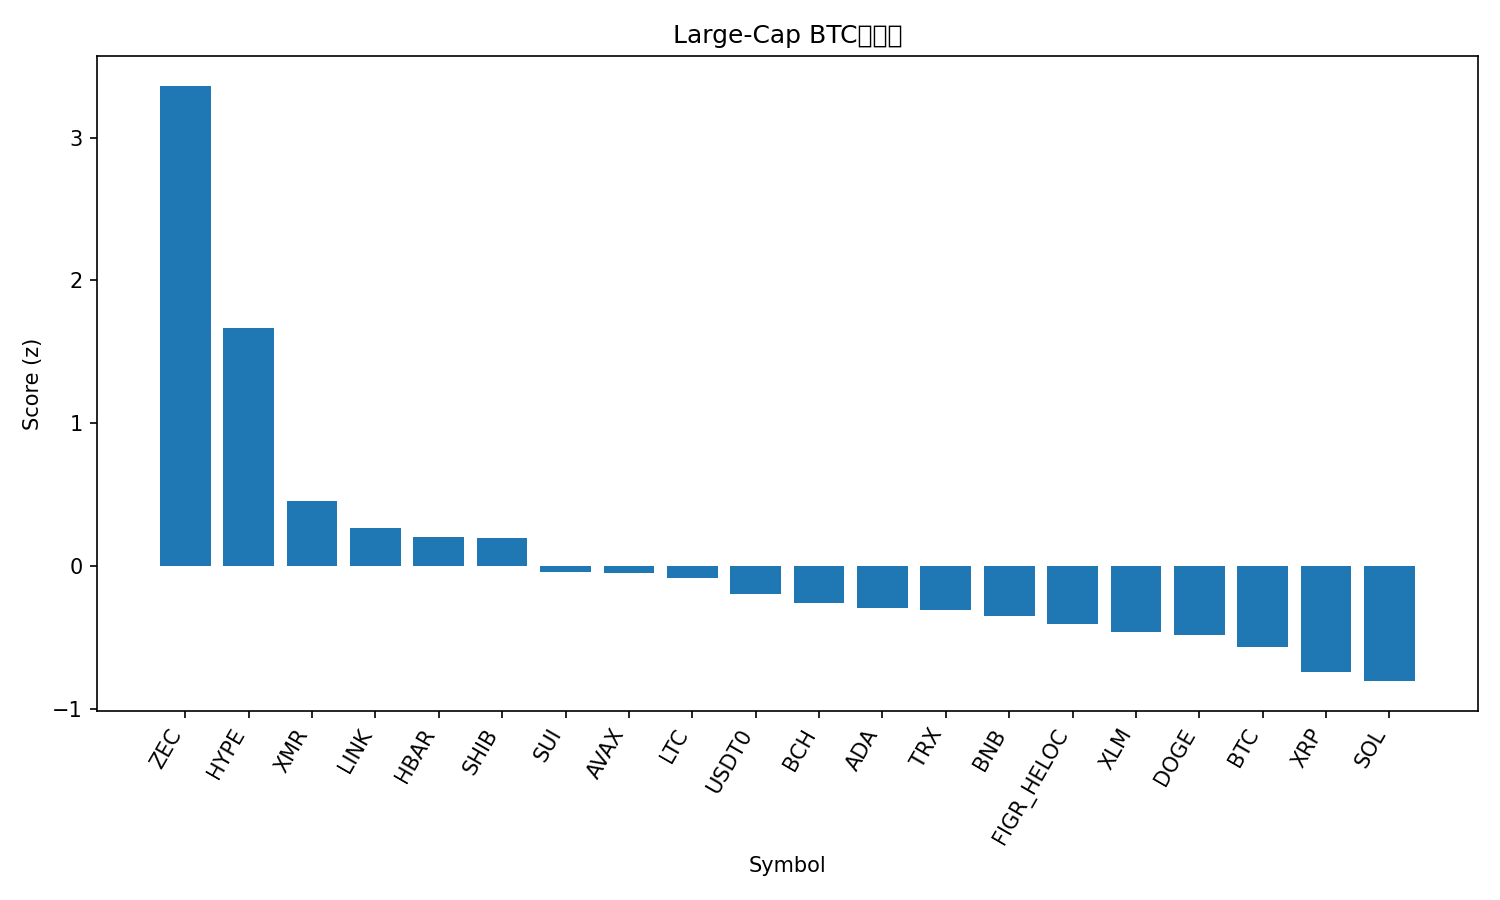 Large-Cap BTC
Score (z)
3
2
1
0
−1
ZEC
HYPE
XMR
LINK
HBAR
SHIB
SUI
AVAX
LTC
USDT0
BCH
ADA
TRX
BNB
FIGR_HELOC
XLM
DOGE
BTC
XRP
SOL
Symbol